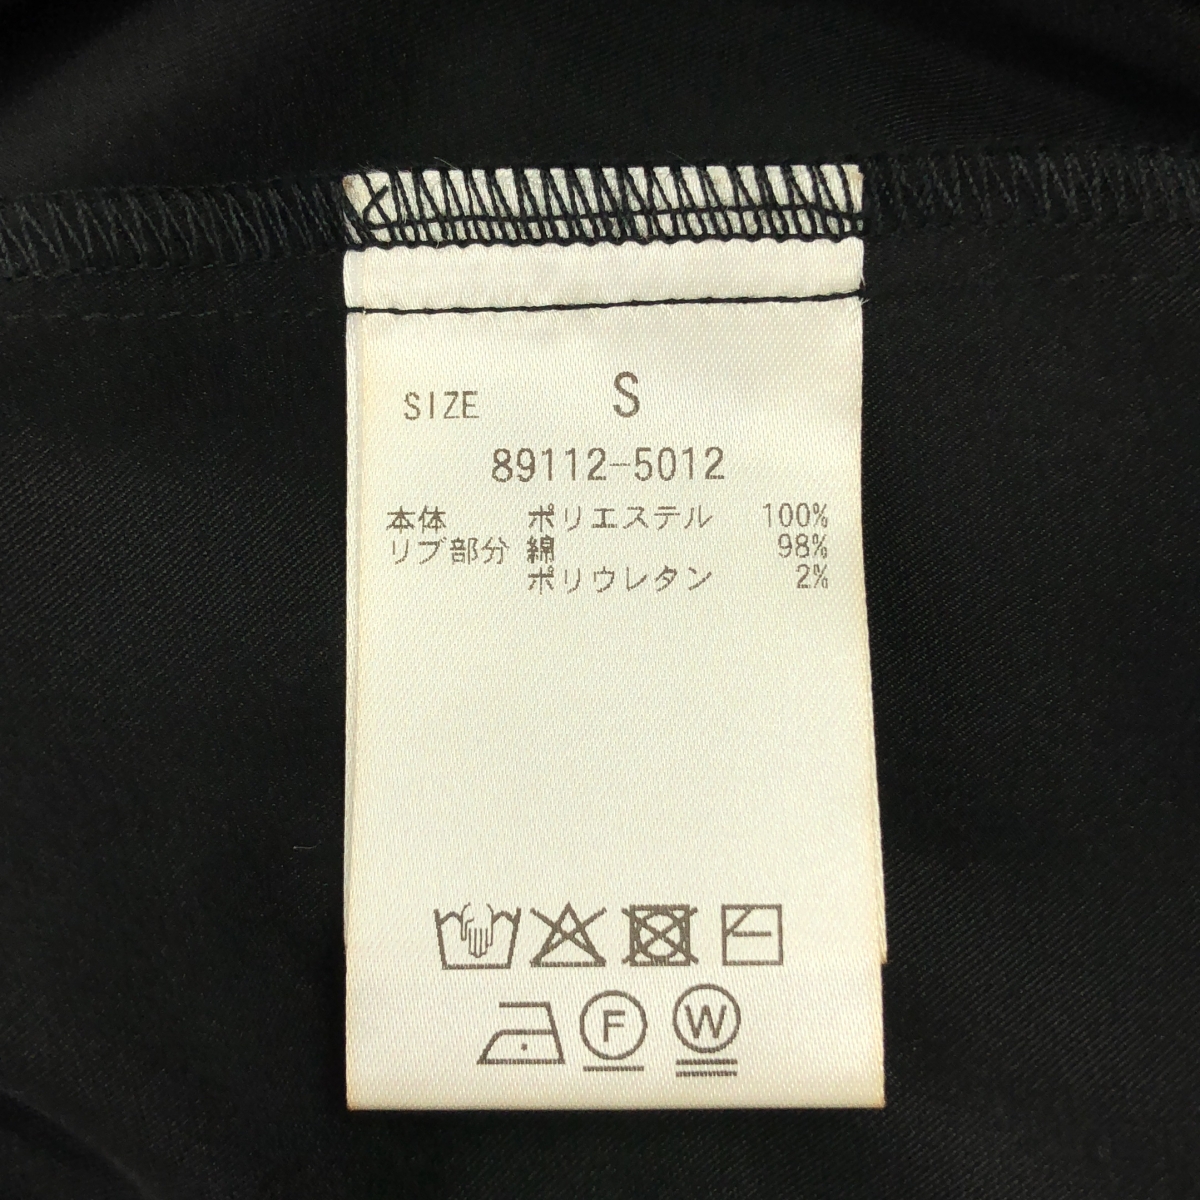 SIZE S
89112-5012
本体 ポリエステル 100%
リブ部分 綿 98%
ポリウレタン 2%
F W